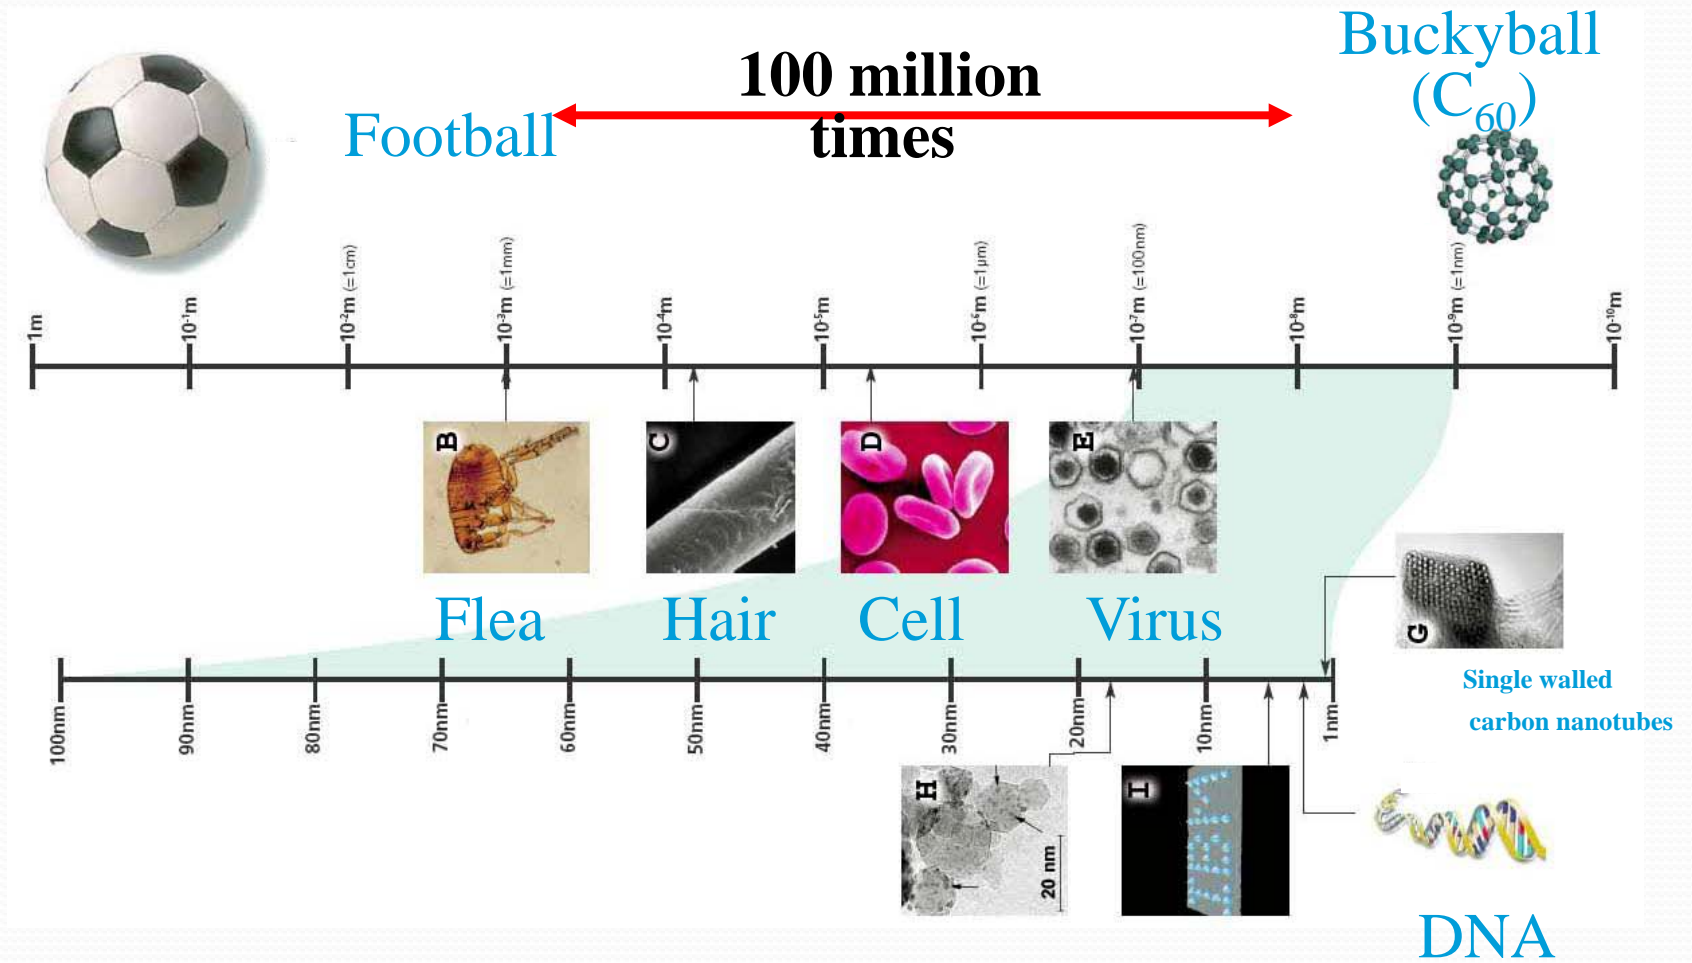 Buckyball
(C60)
100 million
times
Football
1m
10-1m
10-2m (=1cm)
10-3m (=1mm)
10-4m
10-5m
10-6m (=1µm)
10-7m (=100nm)
10-8m
10-9m (=1nm)
10-10m
B
C
D
E
G
Flea
Hair
Cell
Virus
Single walled
carbon nanotubes
100nm
90nm
80nm
70nm
60nm
50nm
40nm
30nm
20nm
10nm
1nm
H
20 nm
I
DNA